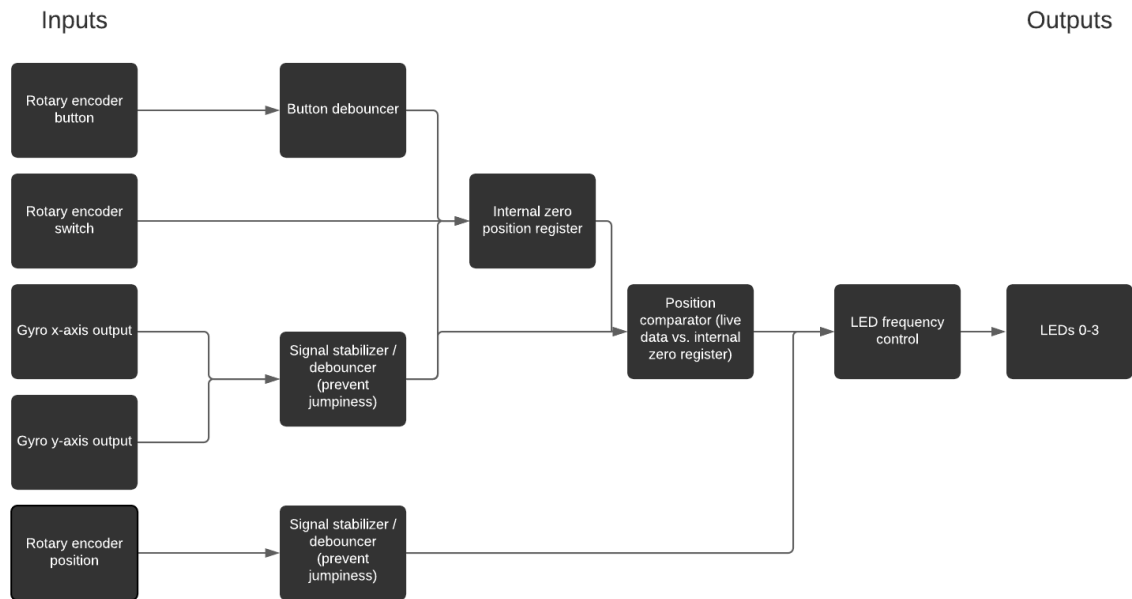 Inputs
Outputs
Rotary encoder
button
Button debouncer
Rotary encoder
switch
Internal zero
position register
Gyro x-axis output
Signal stabilizer /
debouncer
(prevent
jumpiness)
Position
comparator (live
data vs. internal
zero register)
LED frequency
control
LEDs 0-3
Gyro y-axis output
Rotary encoder
position
Signal stabilizer /
debouncer
(prevent
jumpiness)